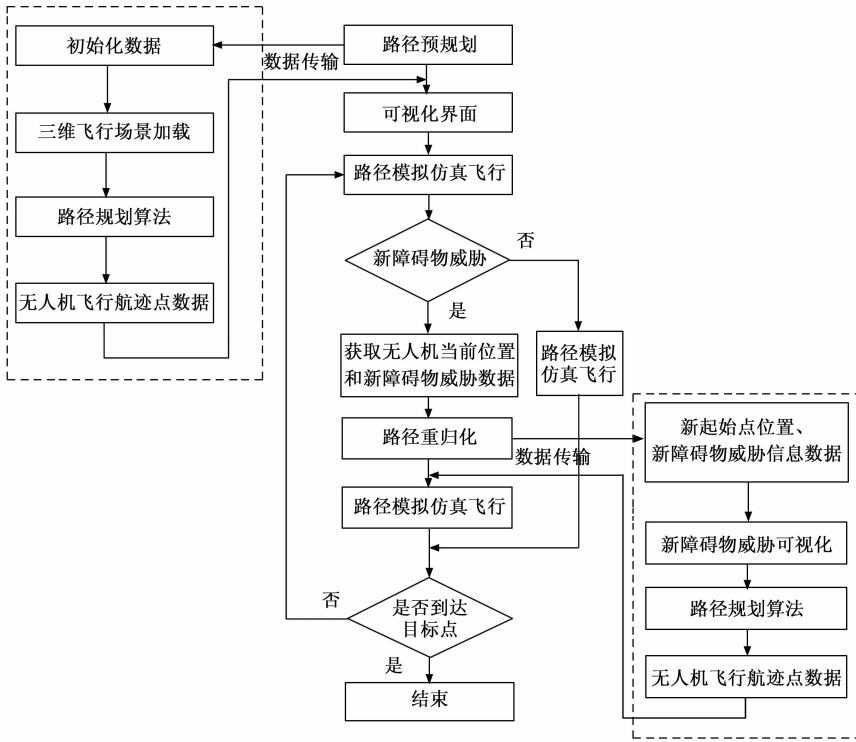 初始化数据
三维飞行场景加载
路径规划算法
无人机飞行航迹点数据
数据传输
路径预规划
可视化界面
路径模拟仿真飞行
新障碍物威胁
否
是
获取无人机当前位置
和新障碍物威胁数据
路径模拟
仿真飞行
路径重归化
数据传输
路径模拟仿真飞行
否
是否到达
目标点
是
结束
新起始点位置、
新障碍物威胁信息数据
新障碍物威胁可视化
路径规划算法
无人机飞行航迹点数据